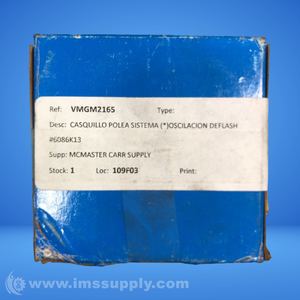 Ref: VMGM2165 Type:
Desc: CASQUILLO POLEA SISTEMA (*)OSCILACION DEFLASH
#6086K13
Supp: MCMASTER CARR SUPPLY
Stock: 1 Loc: 109F03 Print:
© www.imssupply.com